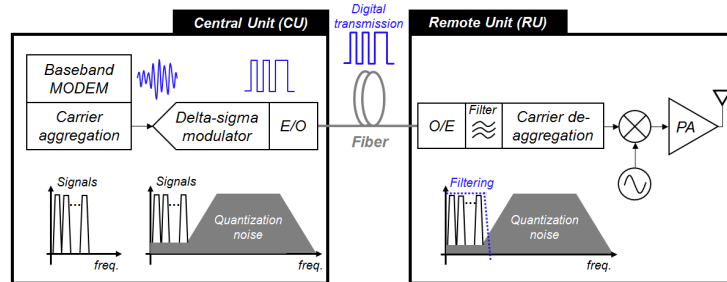 Central Unit (CU)
Digital
transmission
Remote Unit (RU)
Baseband
MODEM
Carrier
aggregation
Delta-sigma
modulator
E/O
Fiber
O/E
Filter
Carrier de-
aggregation
PA
Signals
...
freq.
Signals
...
Quantization
noise
freq.
Filtering
...
Quantization
noise
freq.